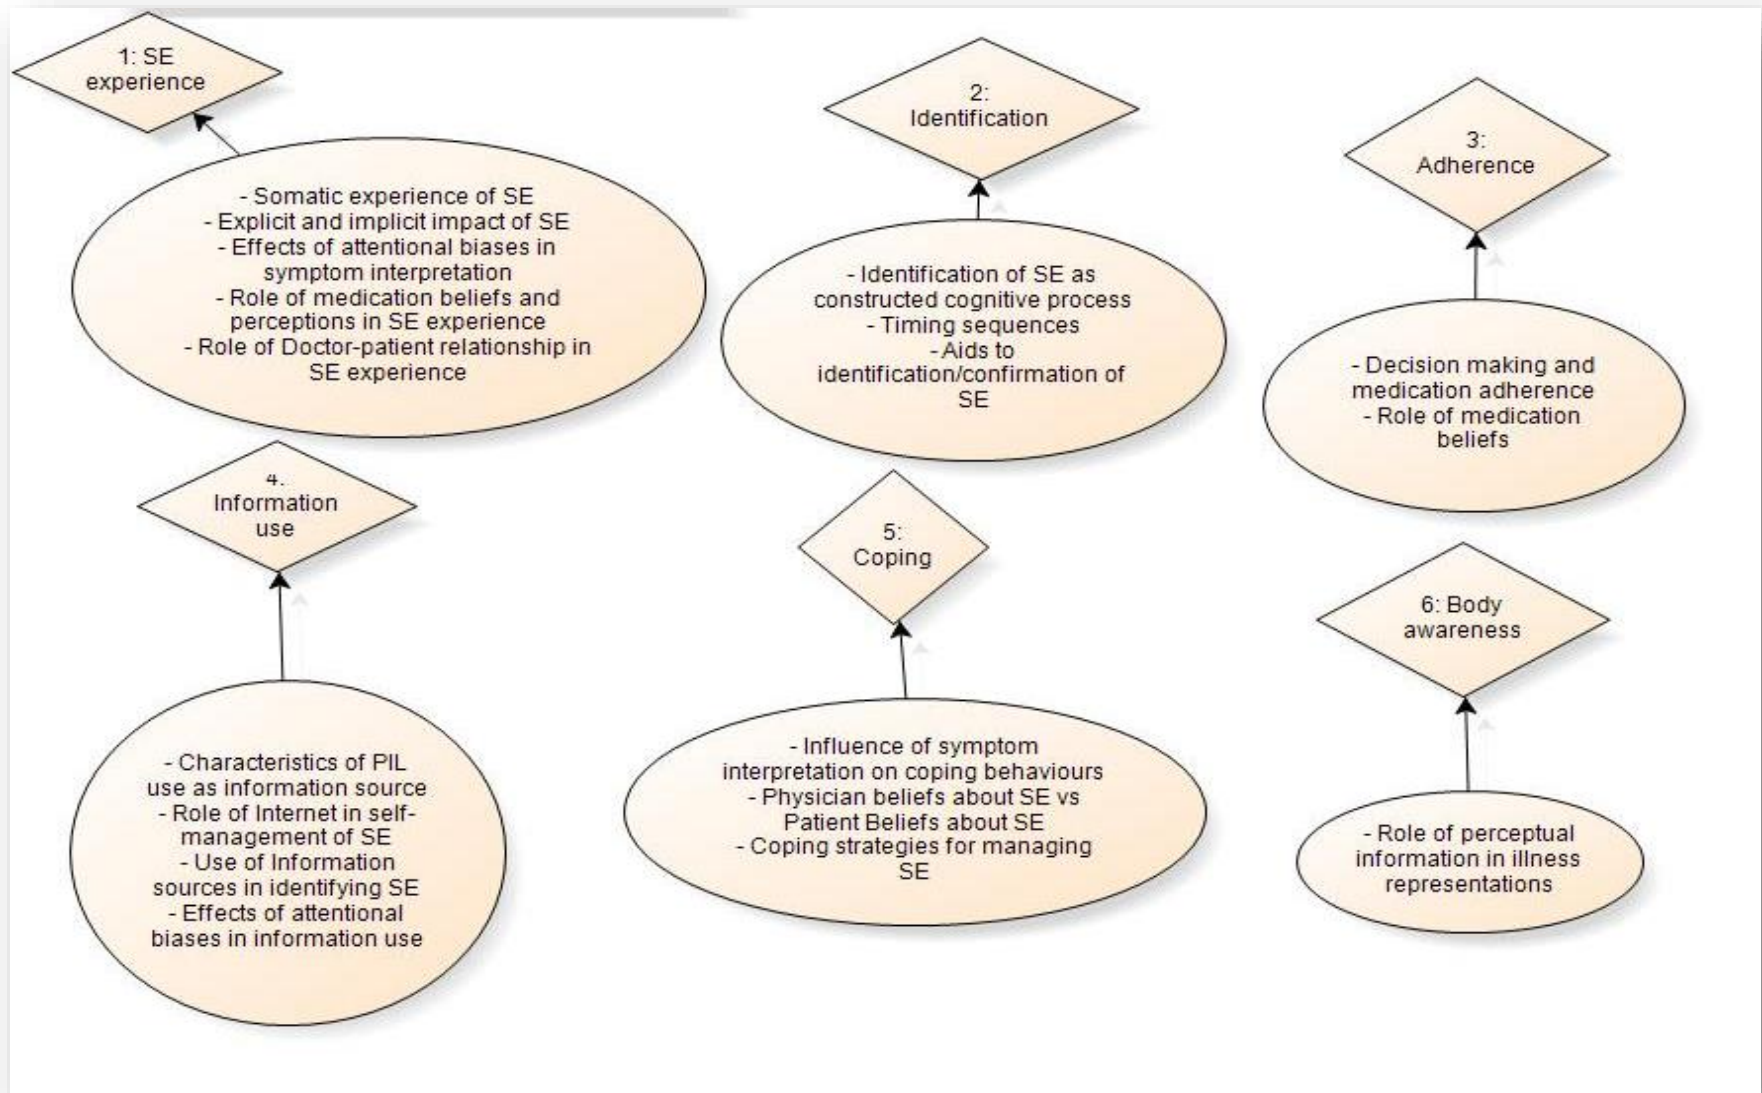 1: SE
experience
- Somatic experience of SE
- Explicit and implicit impact of SE
- Effects of attentional biases in
symptom interpretation
- Role of medication beliefs and
perceptions in SE experience
- Role of Doctor-patient relationship in
SE experience
2:
Identification
- Identification of SE as
constructed cognitive process
- Timing sequences
- Aids to
identification/confirmation of
SE
3:
Adherence
- Decision making and
medication adherence
- Role of medication
beliefs
4.
Information
use
- Characteristics of PIL
use as information source
- Role of Internet in self-
management of SE
- Use of Information
sources in identifying SE
- Effects of attentional
biases in information use
5:
Coping
- Influence of symptom
interpretation on coping behaviours
- Physician beliefs about SE vs
Patient Beliefs about SE
- Coping strategies for managing
SE
6: Body
awareness
- Role of perceptual
information in illness
representations